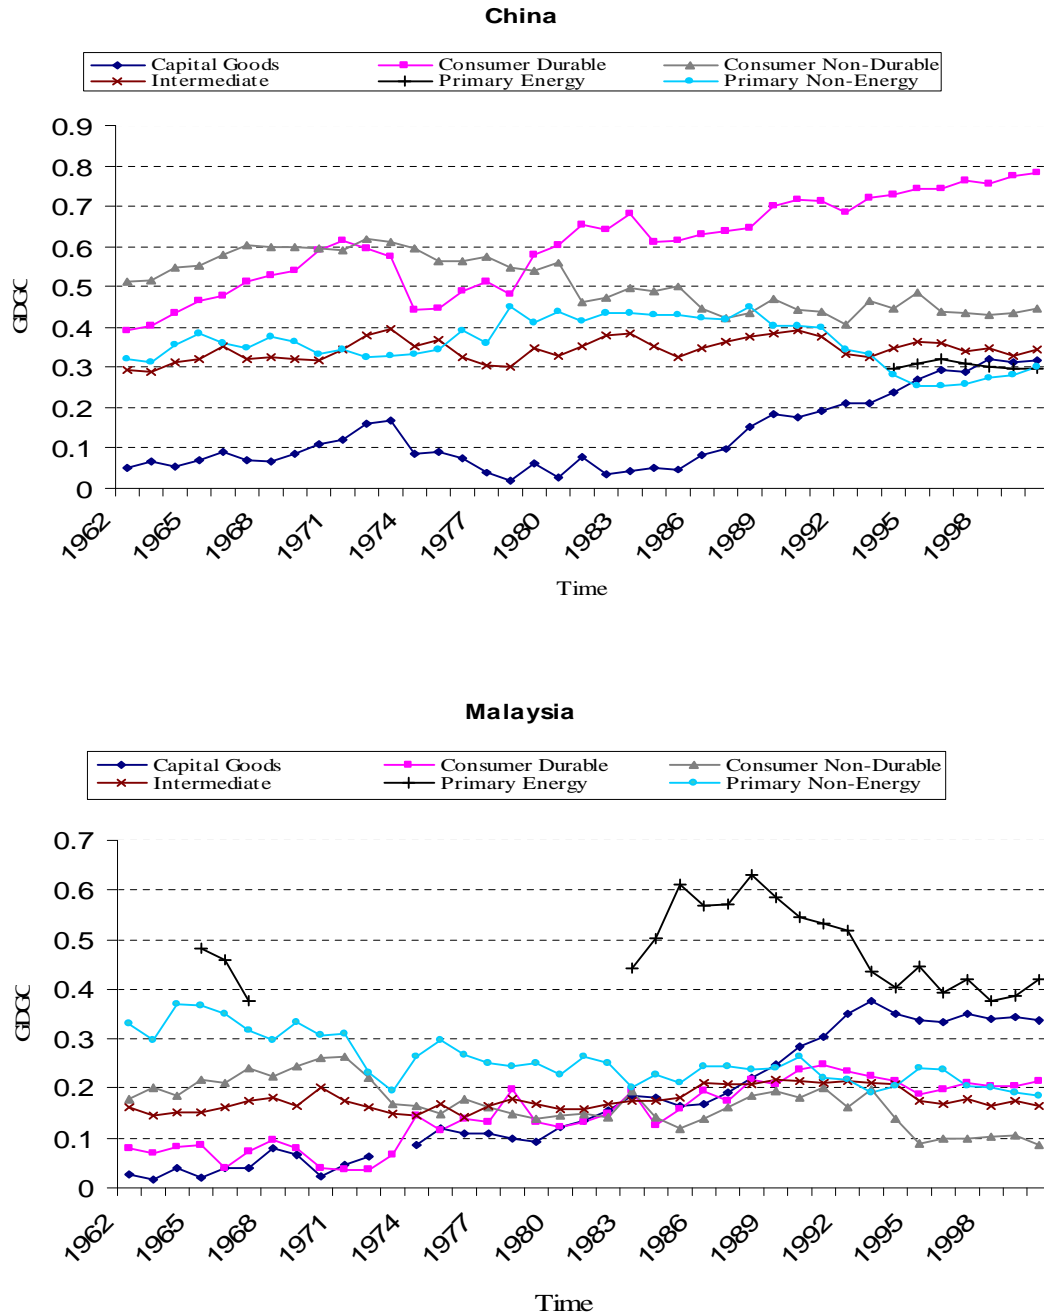 China
Capital Goods Consumer Durable Consumer Non-Durable
Intermediate Primary Energy Primary Non-Energy
0.9
0.8
0.7
0.6
0.5
0.4
0.3
0.2
0.1
0
GDGC
1962 1965 1968 1971 1974 1977 1980 1983 1986 1989 1992 1995 1998
Time
Malaysia
Capital Goods Consumer Durable Consumer Non-Durable
Intermediate Primary Energy Primary Non-Energy
0.7
0.6
0.5
0.4
0.3
0.2
0.1
0
GDGC
1962 1965 1968 1971 1974 1977 1980 1983 1986 1989 1992 1995 1998
Time